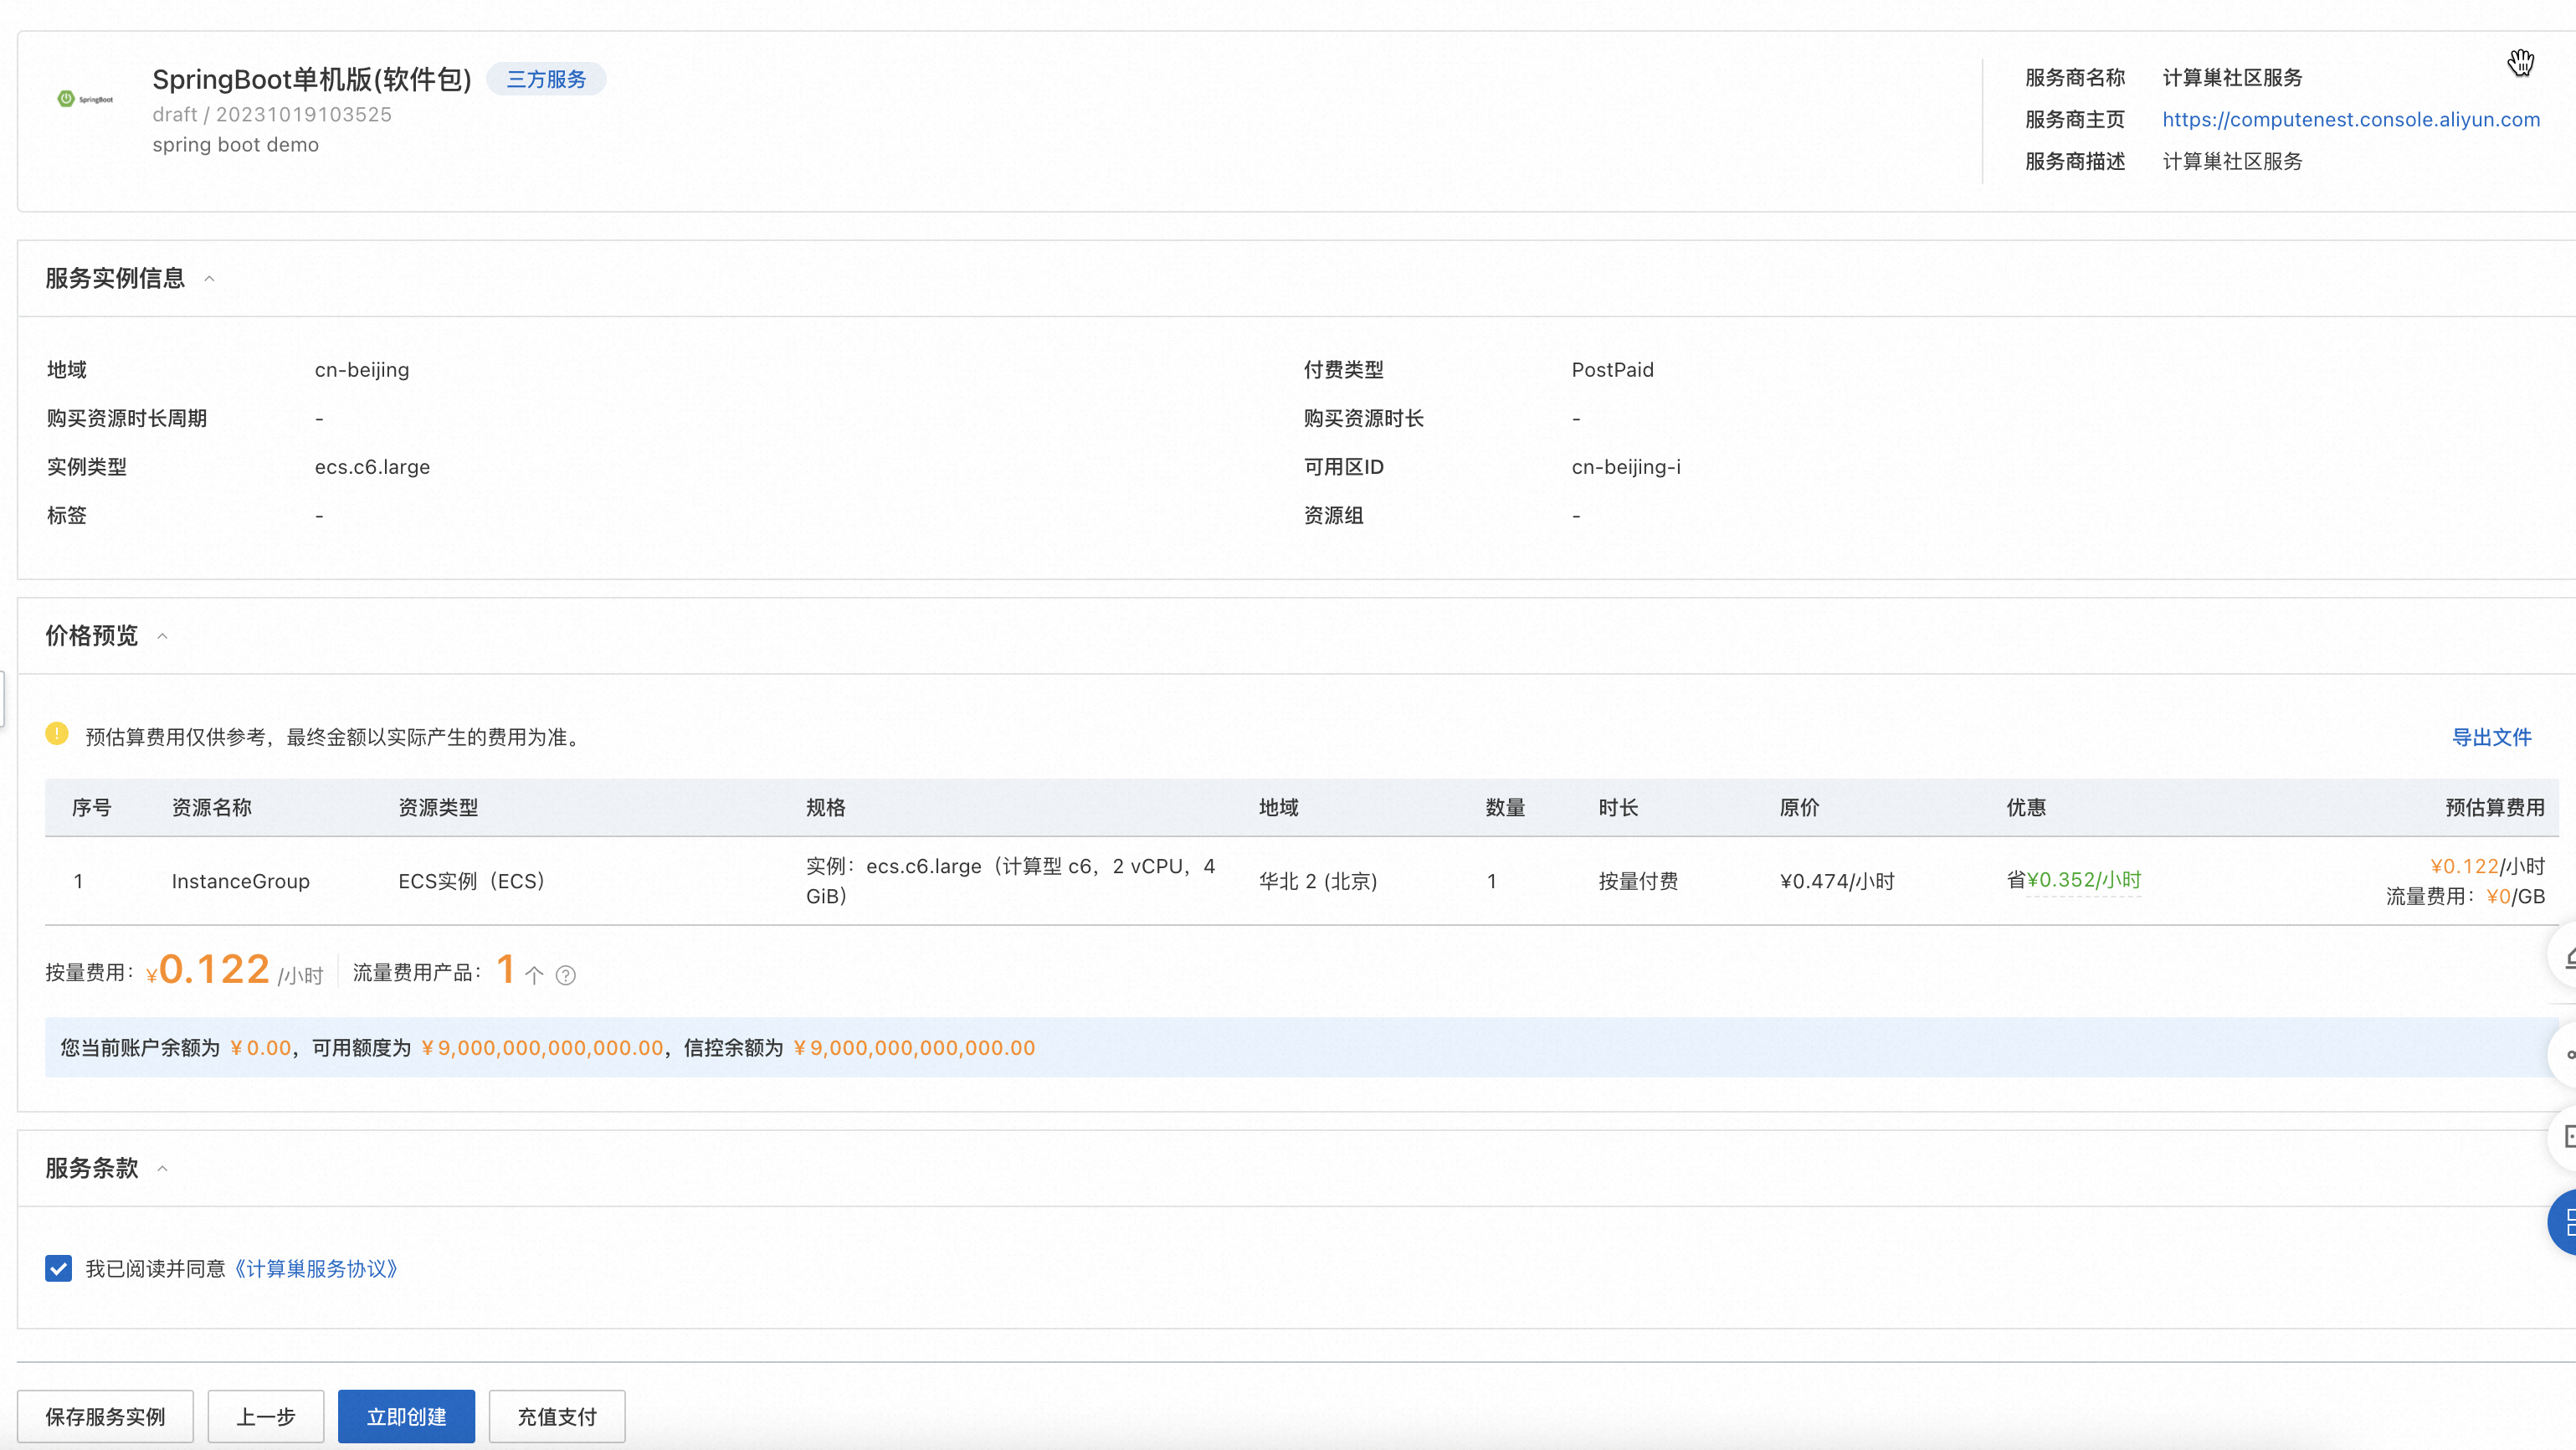 SpringBoot
SpringBoot单机版(软件包) 三方服务
draft / 20231019103525
spring boot demo
服务商名称 计算巢社区服务
服务商主页 https://computenest.console.aliyun.com
服务商描述 计算巢社区服务
服务实例信息
地域 cn-beijing 付费类型 PostPaid
购买资源时长周期 - 购买资源时长 -
实例类型 ecs.c6.large 可用区ID cn-beijing-i
标签 - 资源组 -
价格预览
预估算费用仅供参考，最终金额以实际产生的费用为准。 导出文件
序号 资源名称 资源类型 规格 地域 数量 时长 原价 优惠 预估算费用
1 InstanceGroup ECS实例（ECS） 实例：ecs.c6.large（计算型 c6，2 vCPU，4 GiB） 华北 2 (北京) 1 按量付费 ¥0.474/小时 省¥0.352/小时 ¥0.122/小时
流量费用：¥0/GB
按量费用：¥0.122 /小时 流量费用产品：1 个
您当前账户余额为 ¥0.00，可用额度为 ¥9,000,000,000,000.00，信控余额为 ¥9,000,000,000,000.00
服务条款
我已阅读并同意《计算巢服务协议》
保存服务实例 上一步 立即创建 充值支付